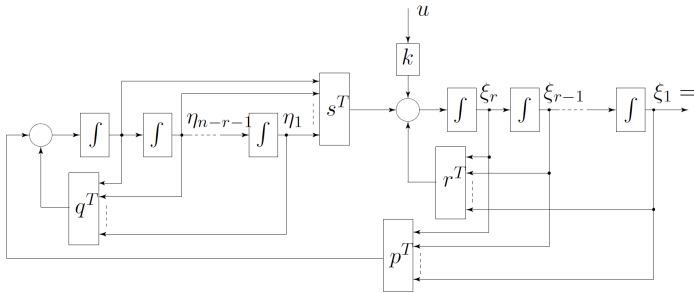 u
k
∫ ∫ η_{n-r-1} ∫ η_1 s^T ∫ ξ_r ∫ ξ_{r-1} ∫ ξ_1 =
q^T r^T
p^T